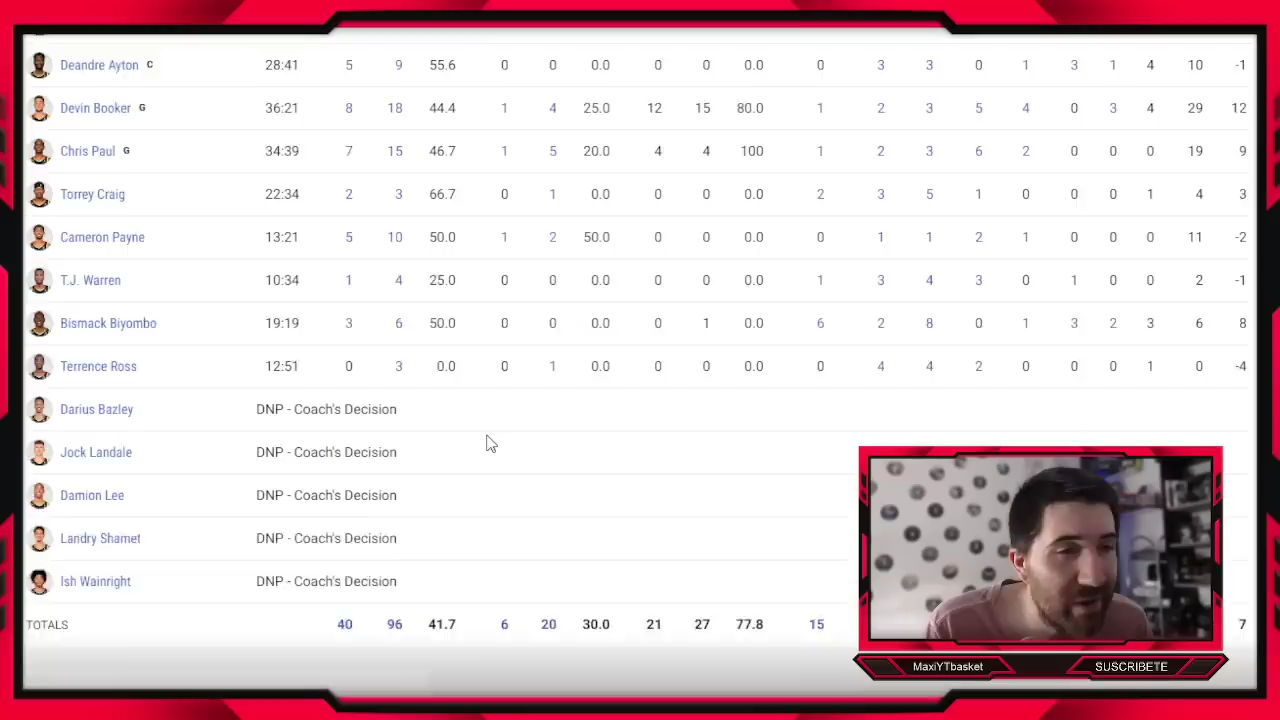 Deandre Ayton C 28:41 5 9 55.6 0 0 0.0 0 0 0.0 0 3 3 0 1 3 1 4 10 -1
Devin Booker G 36:21 8 18 44.4 1 4 25.0 12 15 80.0 1 2 3 5 4 0 3 4 29 12
Chris Paul G 34:39 7 15 46.7 1 5 20.0 4 4 100 1 2 3 6 2 0 0 0 19 9
Torrey Craig 22:34 2 3 66.7 0 1 0.0 0 0 0.0 2 3 5 1 0 0 0 1 4 3
Cameron Payne 13:21 5 10 50.0 1 2 50.0 0 0 0.0 0 1 1 2 1 0 0 0 11 -2
T.J. Warren 10:34 1 4 25.0 0 0 0.0 0 0 0.0 1 3 4 3 0 1 0 0 2 -1
Bismack Biyombo 19:19 3 6 50.0 0 0 0.0 0 1 0.0 6 2 8 0 1 3 2 3 6 8
Terrence Ross 12:51 0 3 0.0 0 1 0.0 0 0 0.0 0 4 4 2 0 0 0 1 0 -4
Darius Bazley DNP - Coach's Decision
Jock Landale DNP - Coach's Decision
Damion Lee DNP - Coach's Decision
Landry Shamet DNP - Coach's Decision
Ish Wainright DNP - Coach's Decision
TOTALS 40 96 41.7 6 20 30.0 21 27 77.8 15 7
MaxiYTbasket SUSCRIBETE